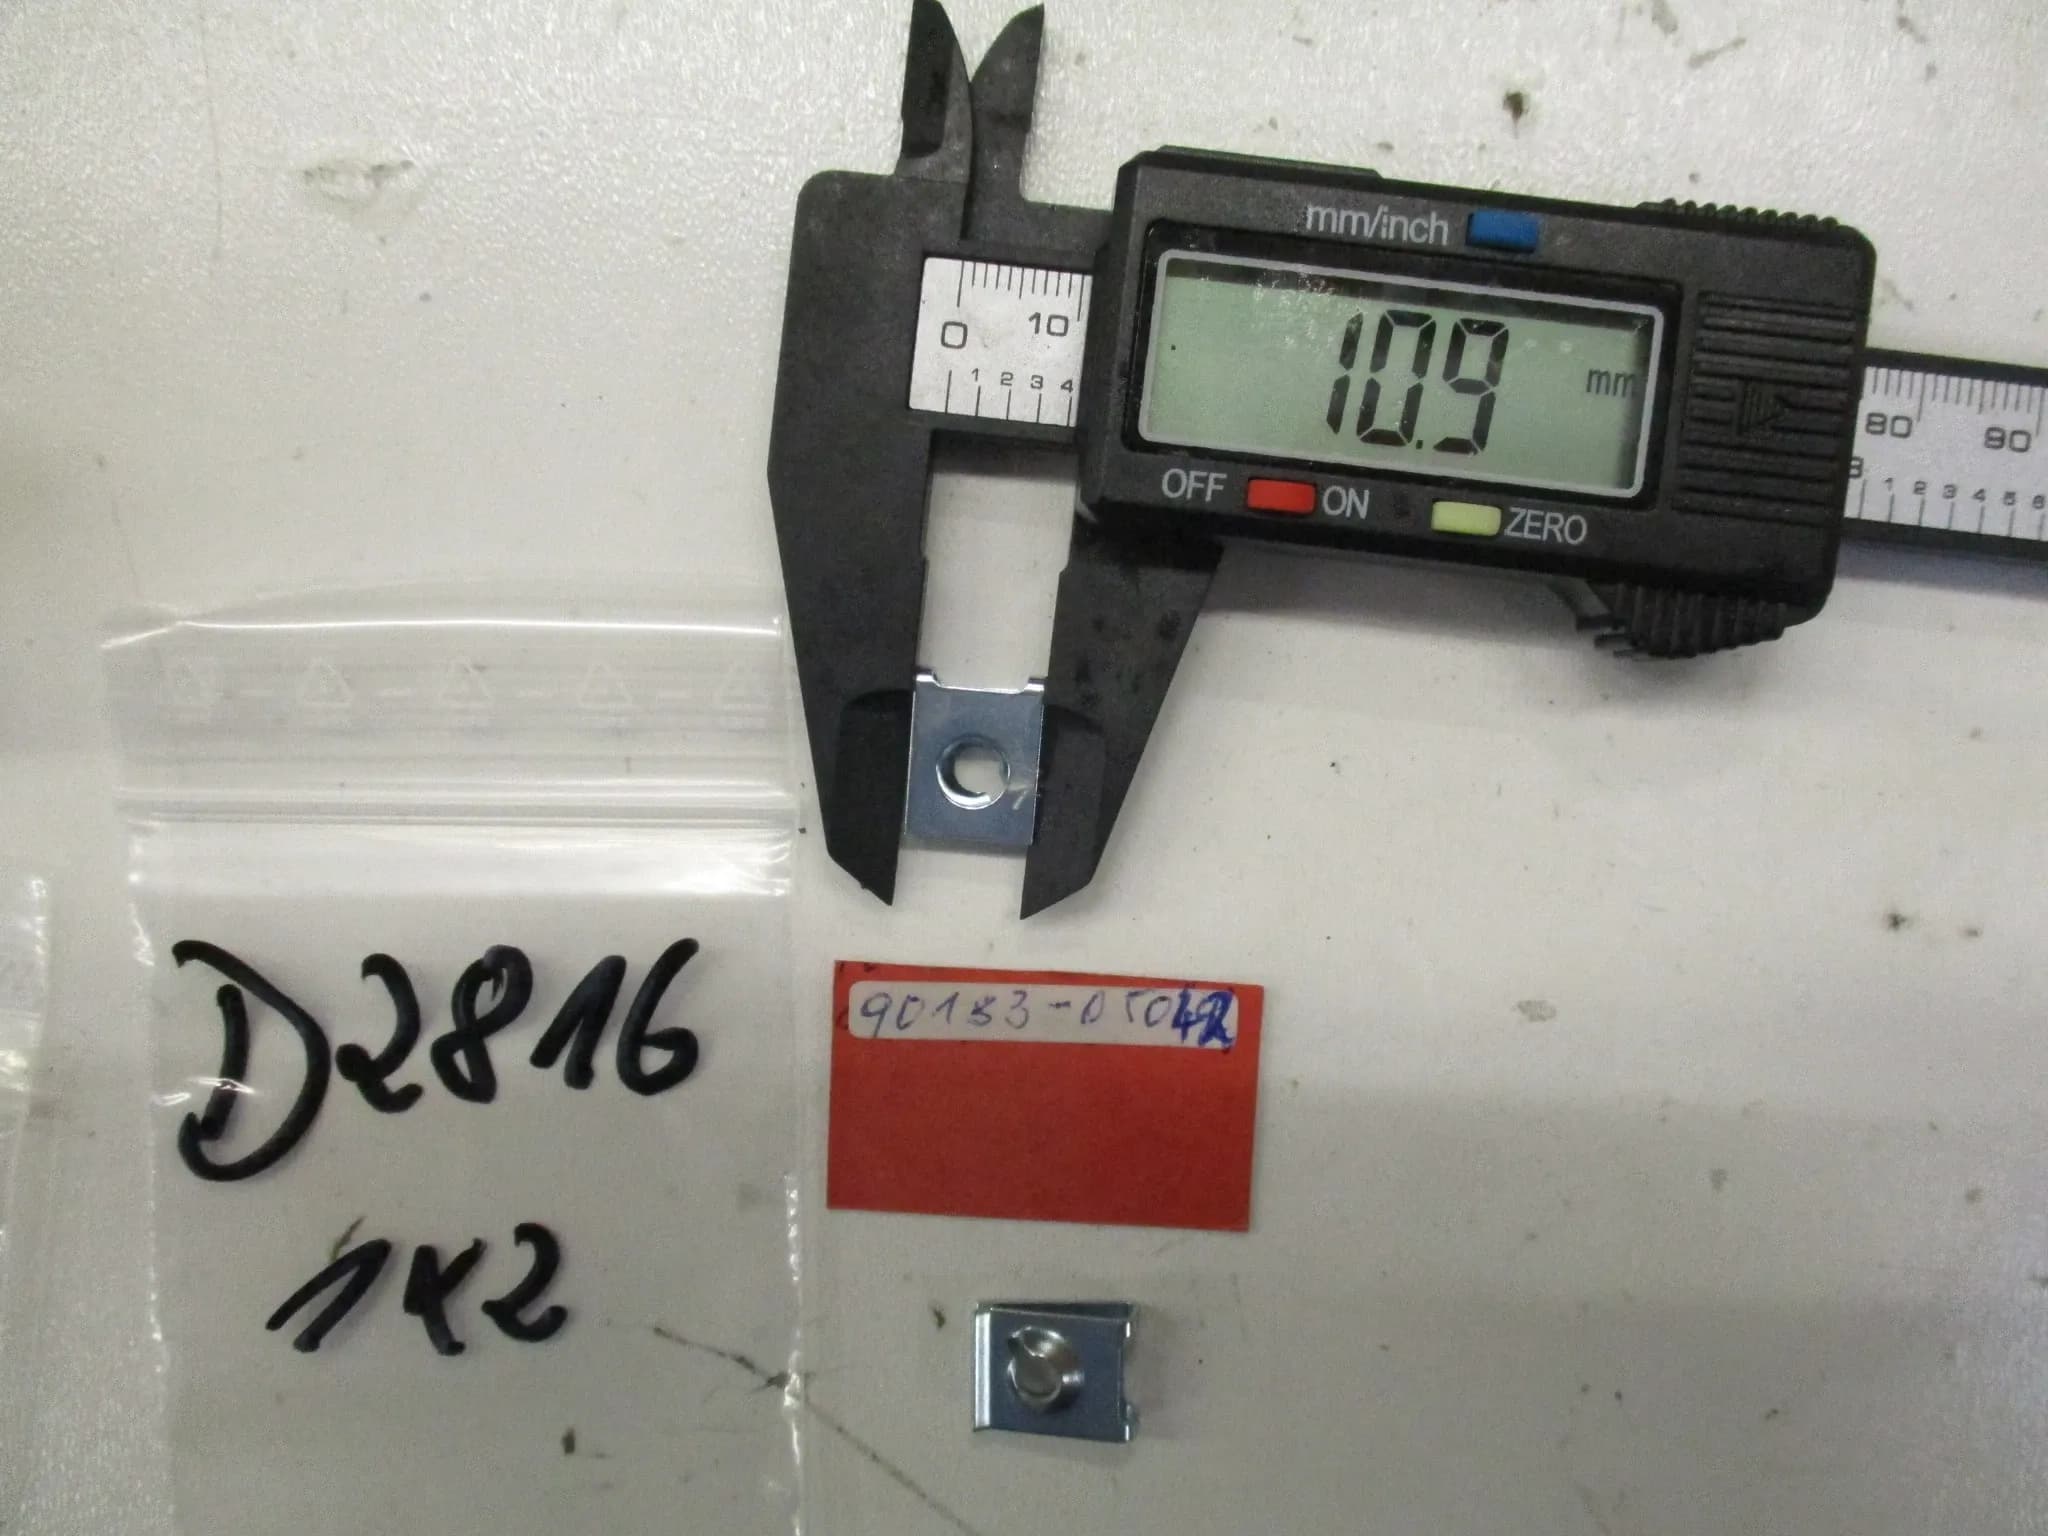 mm/inch
0 10
1 2 3 4
10.9 mm
80 90
1 2 3 4 5 6
OFF ON ZERO
D2816
1x2
90183-05042